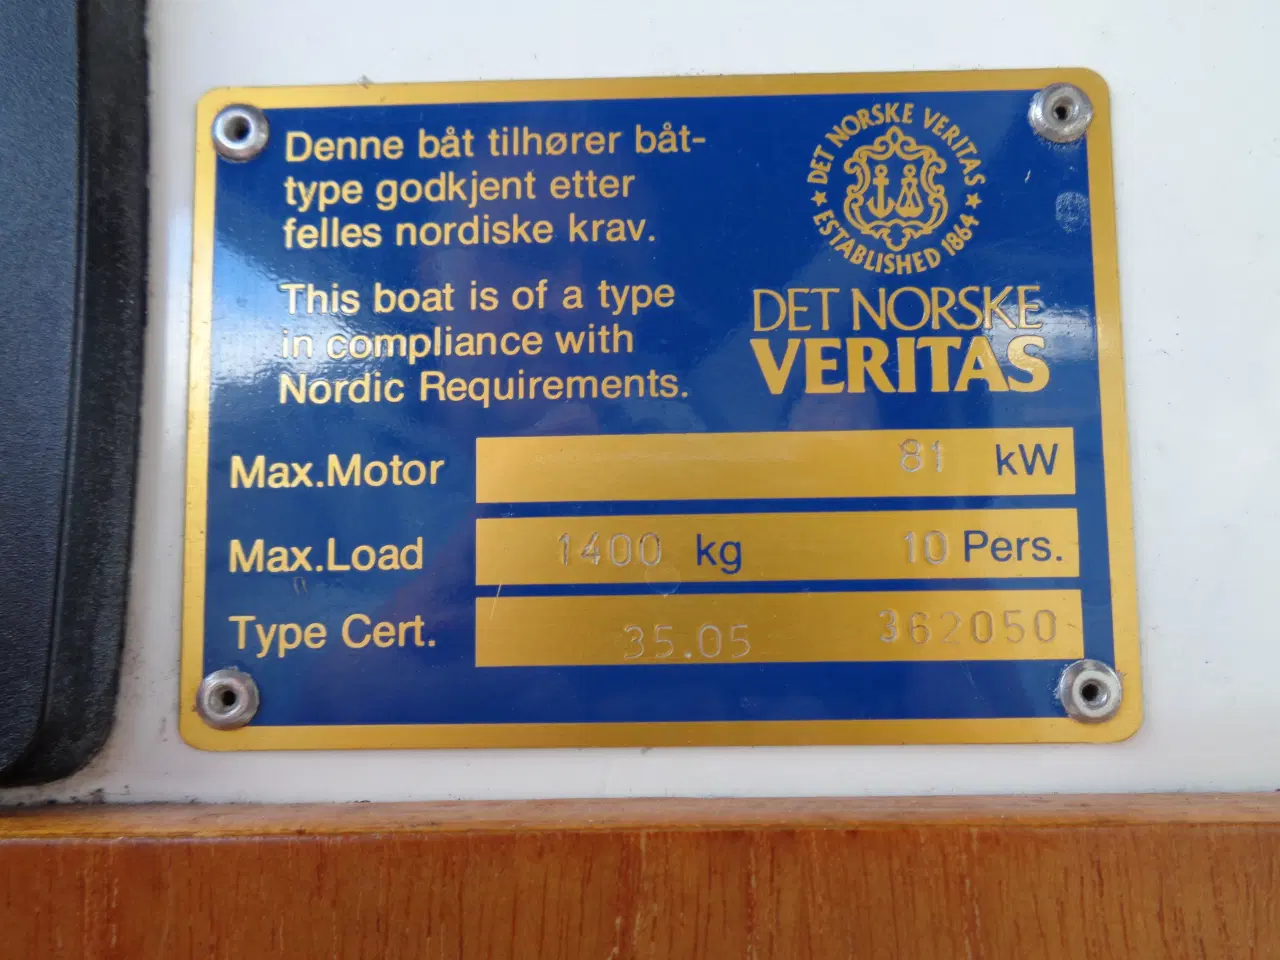 Denne båt tilhører båt-
type godkjent etter
felles nordiske krav.
This boat is of a type
in compliance with
Nordic Requirements.
DET NORSKE VERITAS
★ ESTABLISHED 1864 ★
DET NORSKE
VERITAS
Max.Motor 81 kW
Max.Load 1400 kg 10 Pers.
Type Cert. 35.05 362050